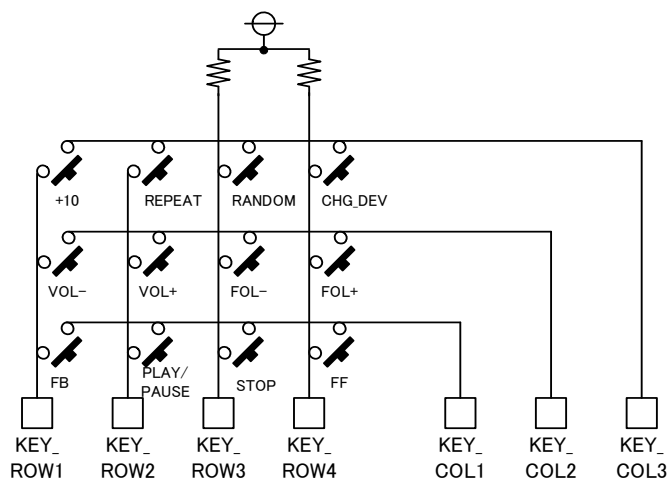 +10 REPEAT RANDOM CHG_DEV
VOL− VOL+ FOL− FOL+
FB PLAY/
PAUSE STOP FF
KEY_ KEY_ KEY_ KEY_ KEY_ KEY_ KEY_
ROW1 ROW2 ROW3 ROW4 COL1 COL2 COL3